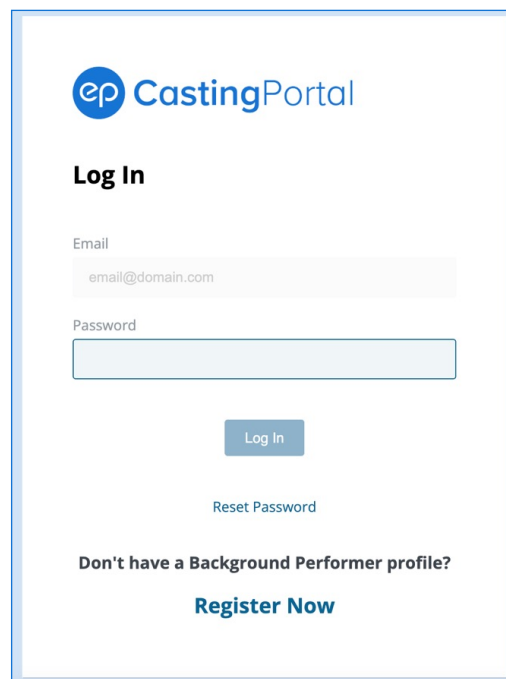 ep CastingPortal
Log In
Email
email@domain.com
Password
Log In
Reset Password
Don't have a Background Performer profile?
Register Now